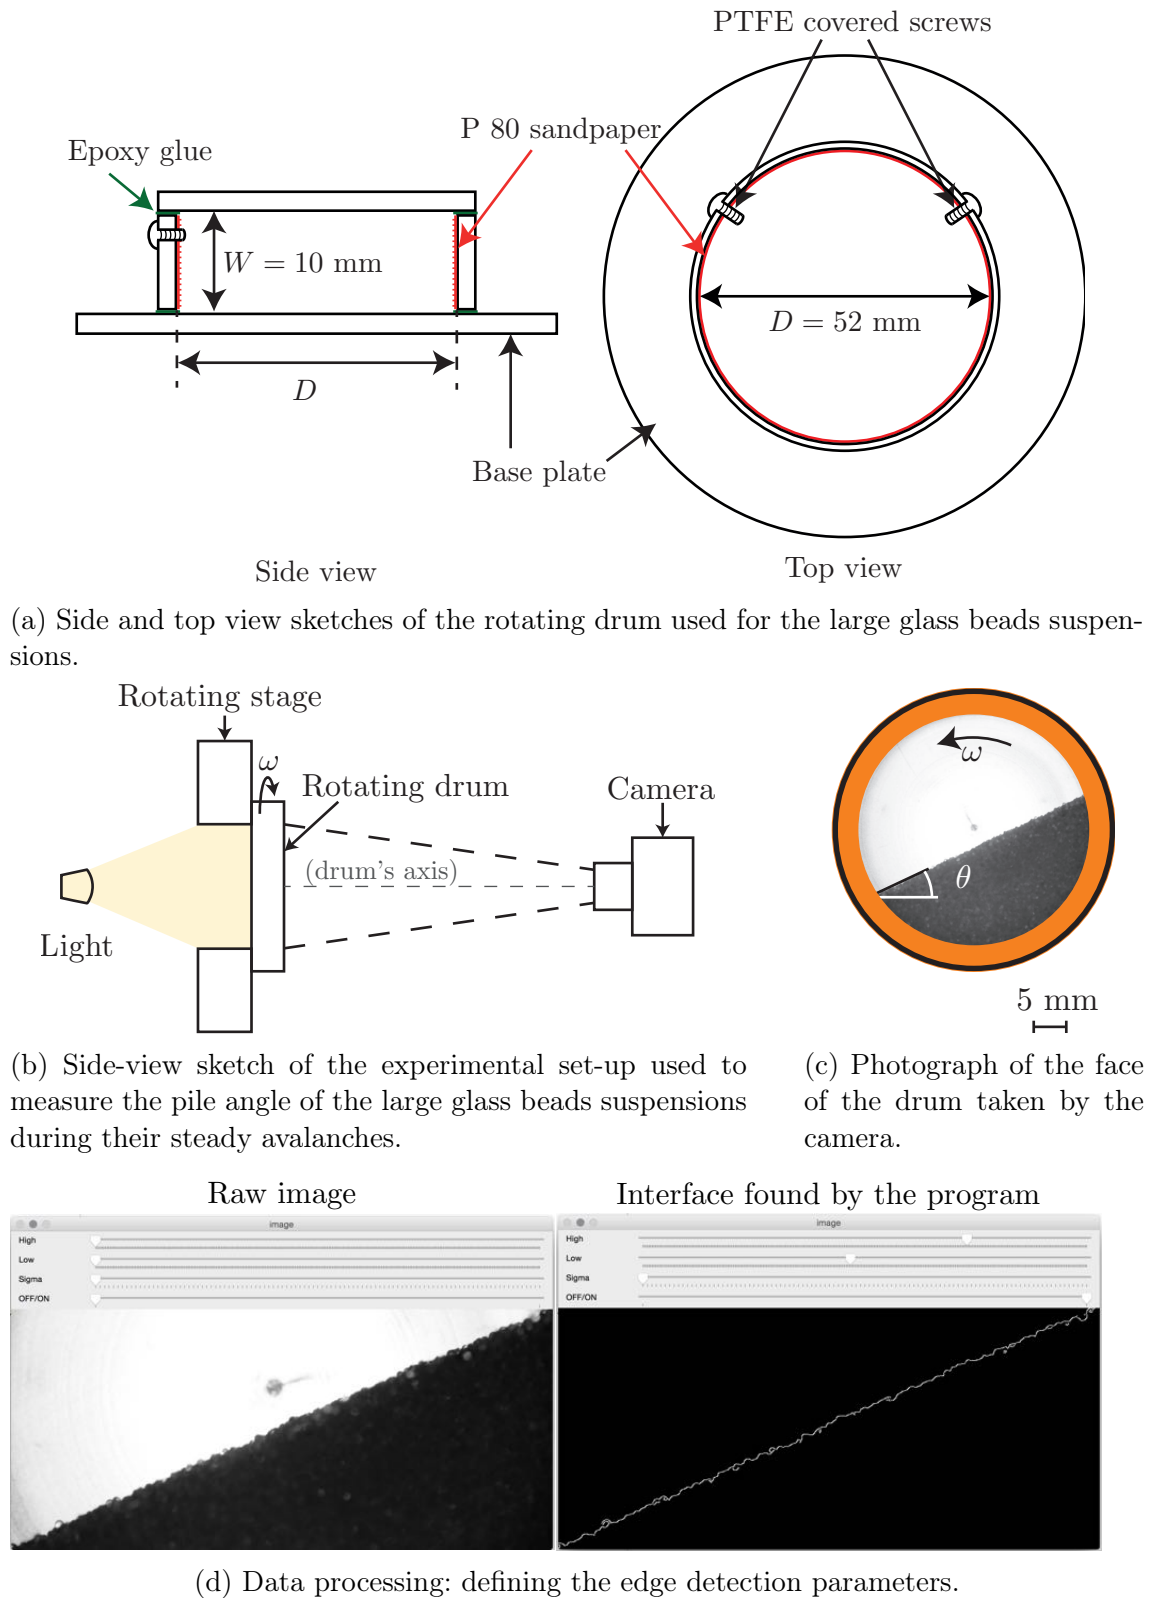 PTFE covered screws
P 80 sandpaper
Epoxy glue
W = 10 mm
D = 52 mm
D
Base plate
Side view
Top view
(a) Side and top view sketches of the rotating drum used for the large glass beads suspen-
sions.
Rotating stage
ω
Rotating drum
Camera
(drum's axis)
Light
ω
θ
5 mm
(b) Side-view sketch of the experimental set-up used to
measure the pile angle of the large glass beads suspensions
during their steady avalanches.
(c) Photograph of the face
of the drum taken by the
camera.
Raw image
Interface found by the program
image
High
Low
Sigma
OFF/ON
image
High
Low
Sigma
OFF/ON
(d) Data processing: defining the edge detection parameters.